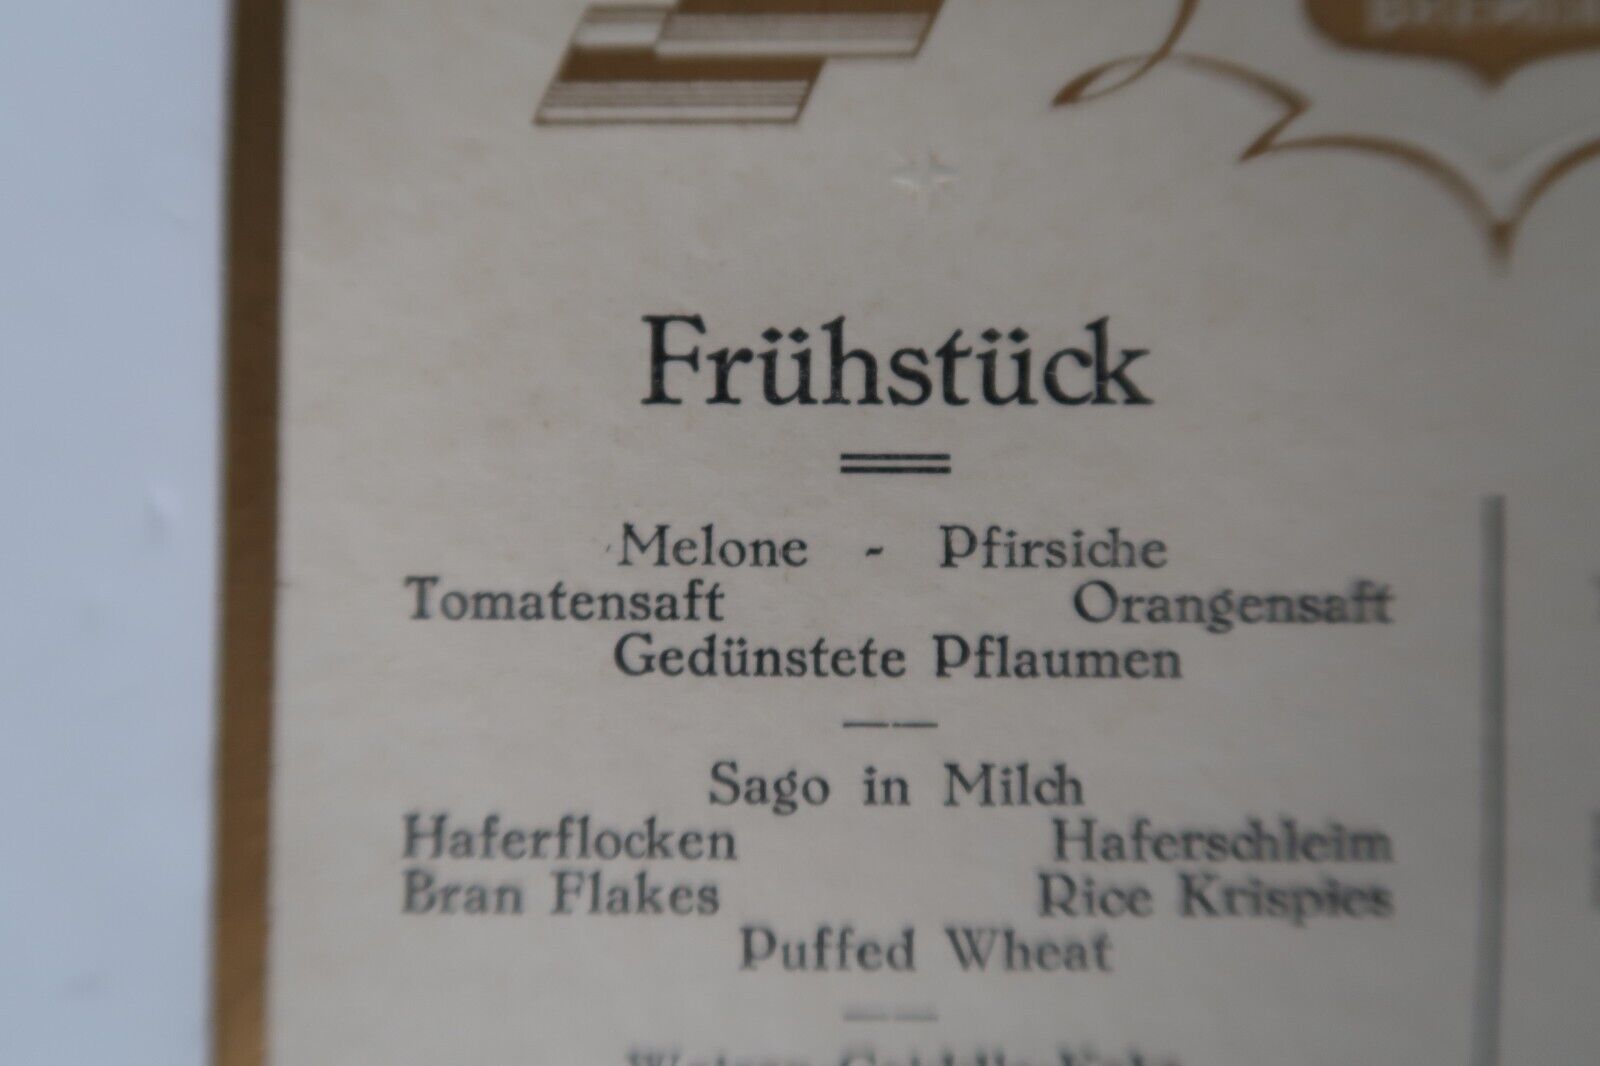 Frühstück
Melone - Pfirsiche
Tomatensaft Orangensaft
Gedünstete Pflaumen
Sago in Milch
Haferflocken Haferschleim
Bran Flakes Rice Krispies
Puffed Wheat